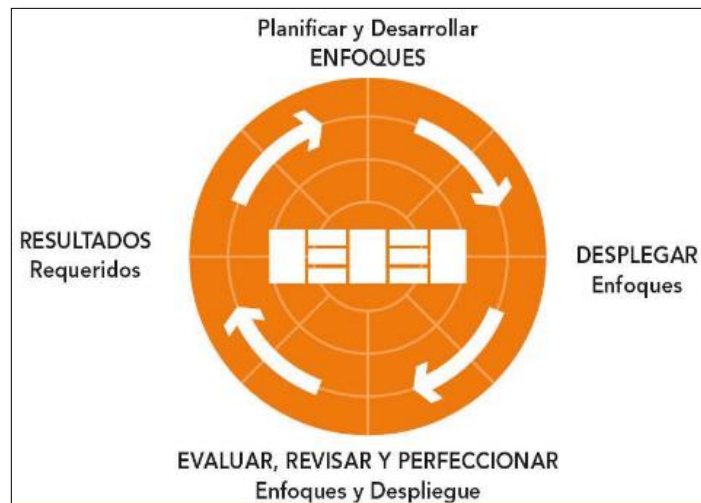 Planificar y Desarrollar
ENFOQUES
RESULTADOS
Requeridos
DESPLEGAR
Enfoques
EVALUAR, REVISAR Y PERFECCIONAR
Enfoques y Despliegue